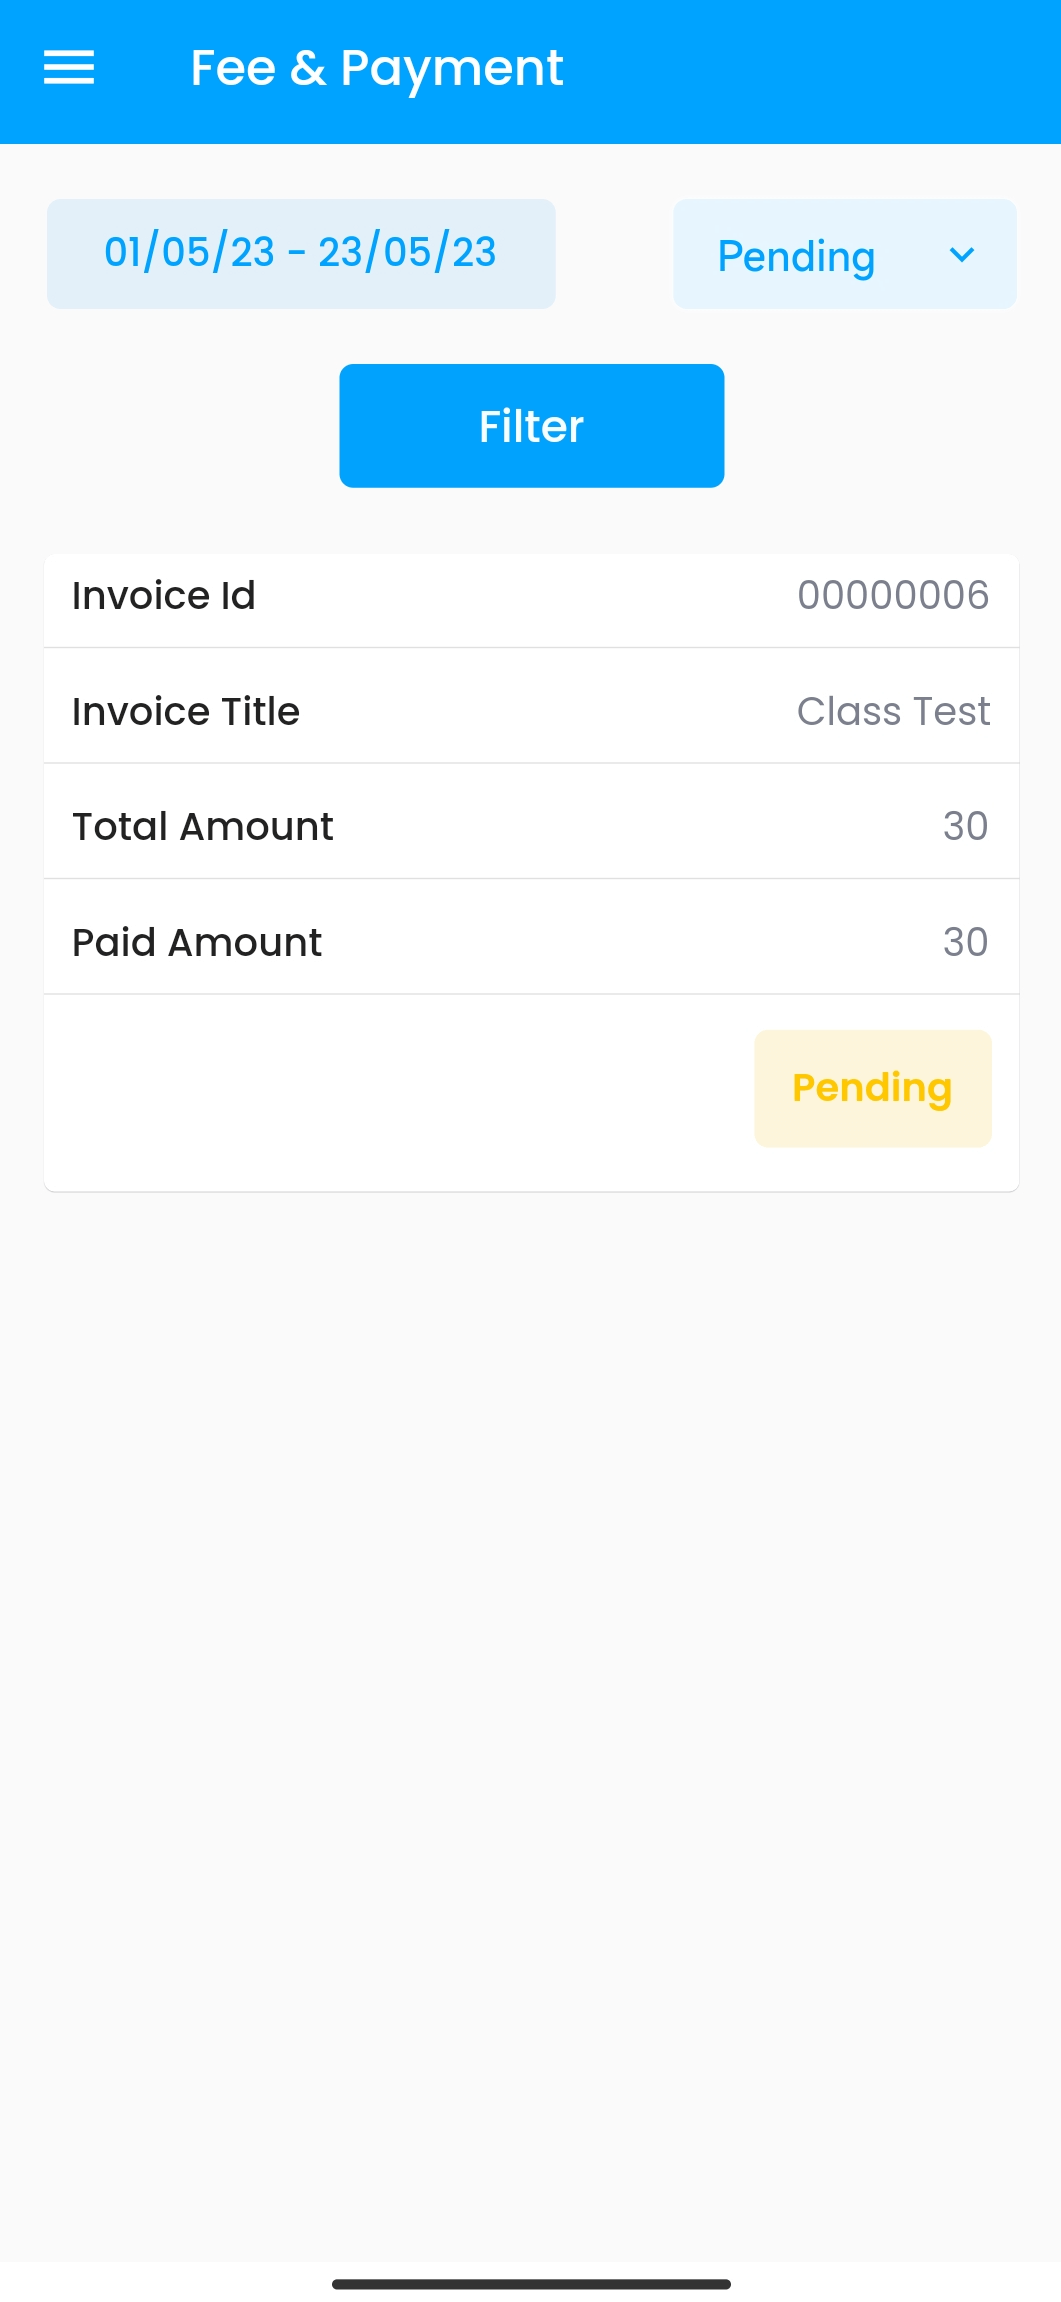 Fee & Payment
01/05/23 - 23/05/23
Pending
Filter
Invoice Id 00000006
Invoice Title Class Test
Total Amount 30
Paid Amount 30
Pending